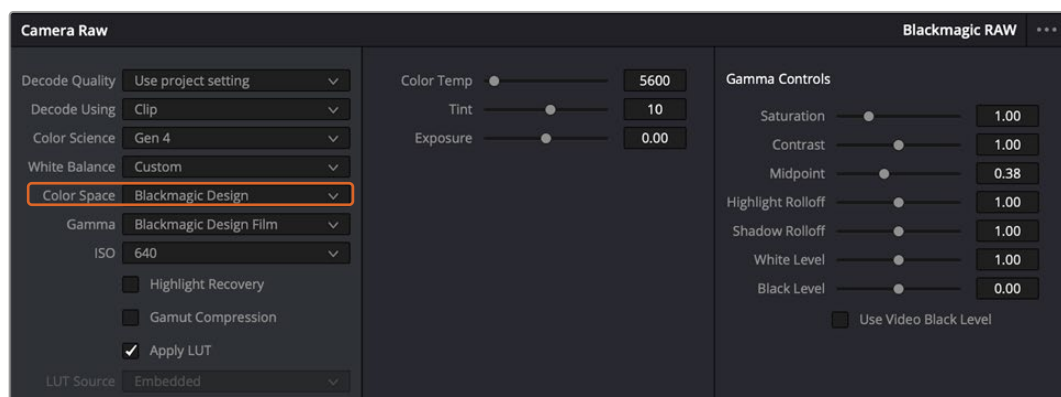 Camera Raw
Blackmagic RAW
Decode Quality Use project setting
Decode Using Clip
Color Science Gen 4
White Balance Custom
Color Space Blackmagic Design
Gamma Blackmagic Design Film
ISO 640
Highlight Recovery
Gamut Compression
Apply LUT
LUT Source Embedded
Color Temp 5600
Tint 10
Exposure 0.00
Gamma Controls
Saturation 1.00
Contrast 1.00
Midpoint 0.38
Highlight Rolloff 1.00
Shadow Rolloff 1.00
White Level 1.00
Black Level 0.00
Use Video Black Level